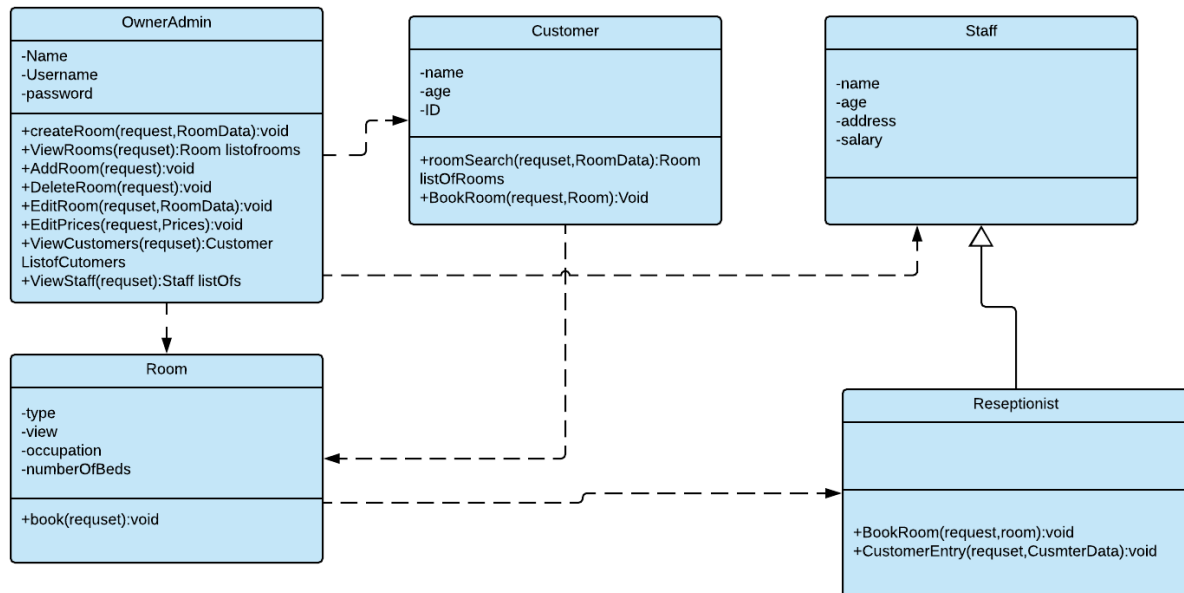 OwnerAdmin
-Name
-Username
-password
+createRoom(request,RoomData):void
+ViewRooms(requset):Room listofrooms
+AddRoom(request):void
+DeleteRoom(request):void
+EditRoom(requset,RoomData):void
+EditPrices(request,Prices):void
+ViewCustomers(requset):Customer
ListofCutomers
+ViewStaff(requset):Staff listOfs
Customer
-name
-age
-ID
+roomSearch(requset,RoomData):Room
listOfRooms
+BookRoom(request,Room):Void
Staff
-name
-age
-address
-salary
Room
-type
-view
-occupation
-numberOfBeds
+book(requset):void
Reseptionist
+BookRoom(request,room):void
+CustomerEntry(requset,CusmterData):void